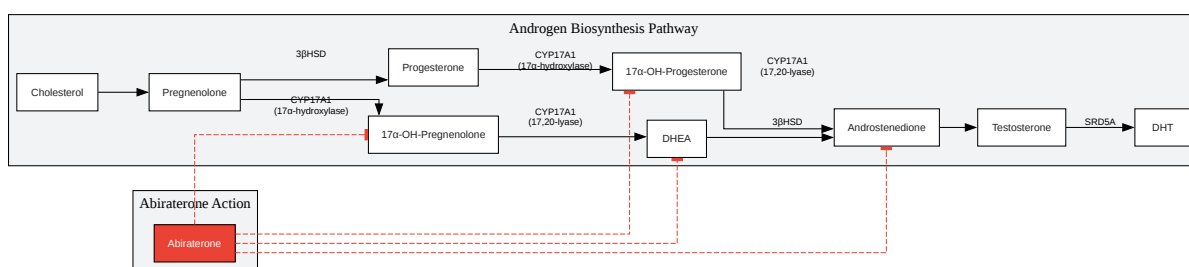 Androgen Biosynthesis Pathway
3βHSD
CYP17A1
(17α-hydroxylase)
CYP17A1
(17,20-lyase)
Cholesterol
Pregnenolone
Progesterone
17α-OH-Progesterone
CYP17A1
(17α-hydroxylase)
17α-OH-Pregnenolone
CYP17A1
(17,20-lyase)
DHEA
3βHSD
Androstenedione
Testosterone
SRD5A
DHT
Abiraterone Action
Abiraterone